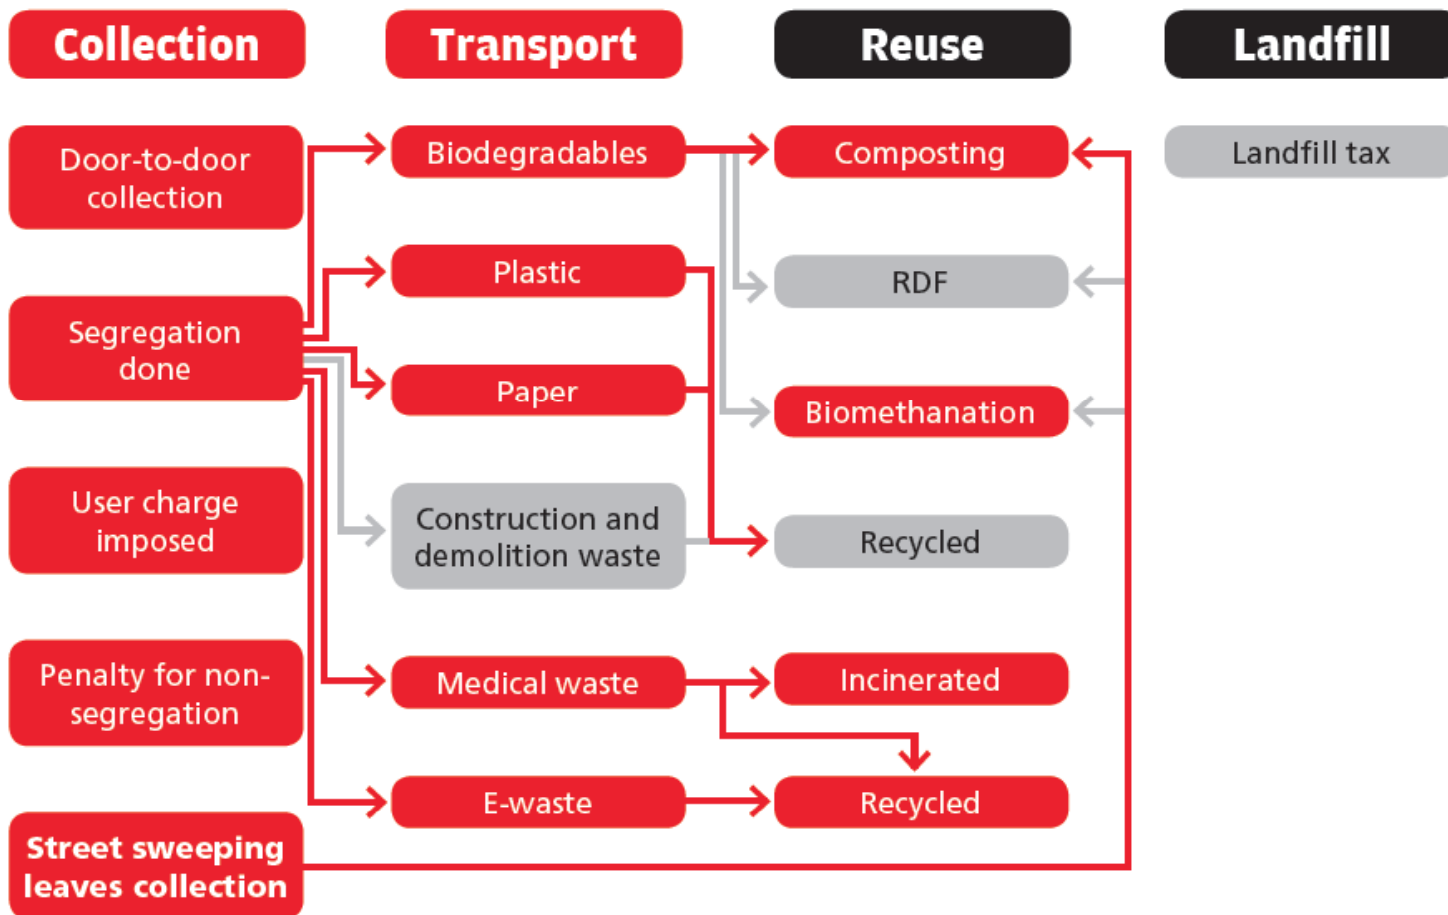 Collection
Transport
Reuse
Landfill
Door-to-door
collection
Biodegradables
Composting
Landfill tax
Plastic
RDF
Segregation
done
Paper
Biomethanation
User charge
imposed
Construction and
demolition waste
Recycled
Penalty for non-
segregation
Medical waste
Incinerated
E-waste
Recycled
Street sweeping
leaves collection